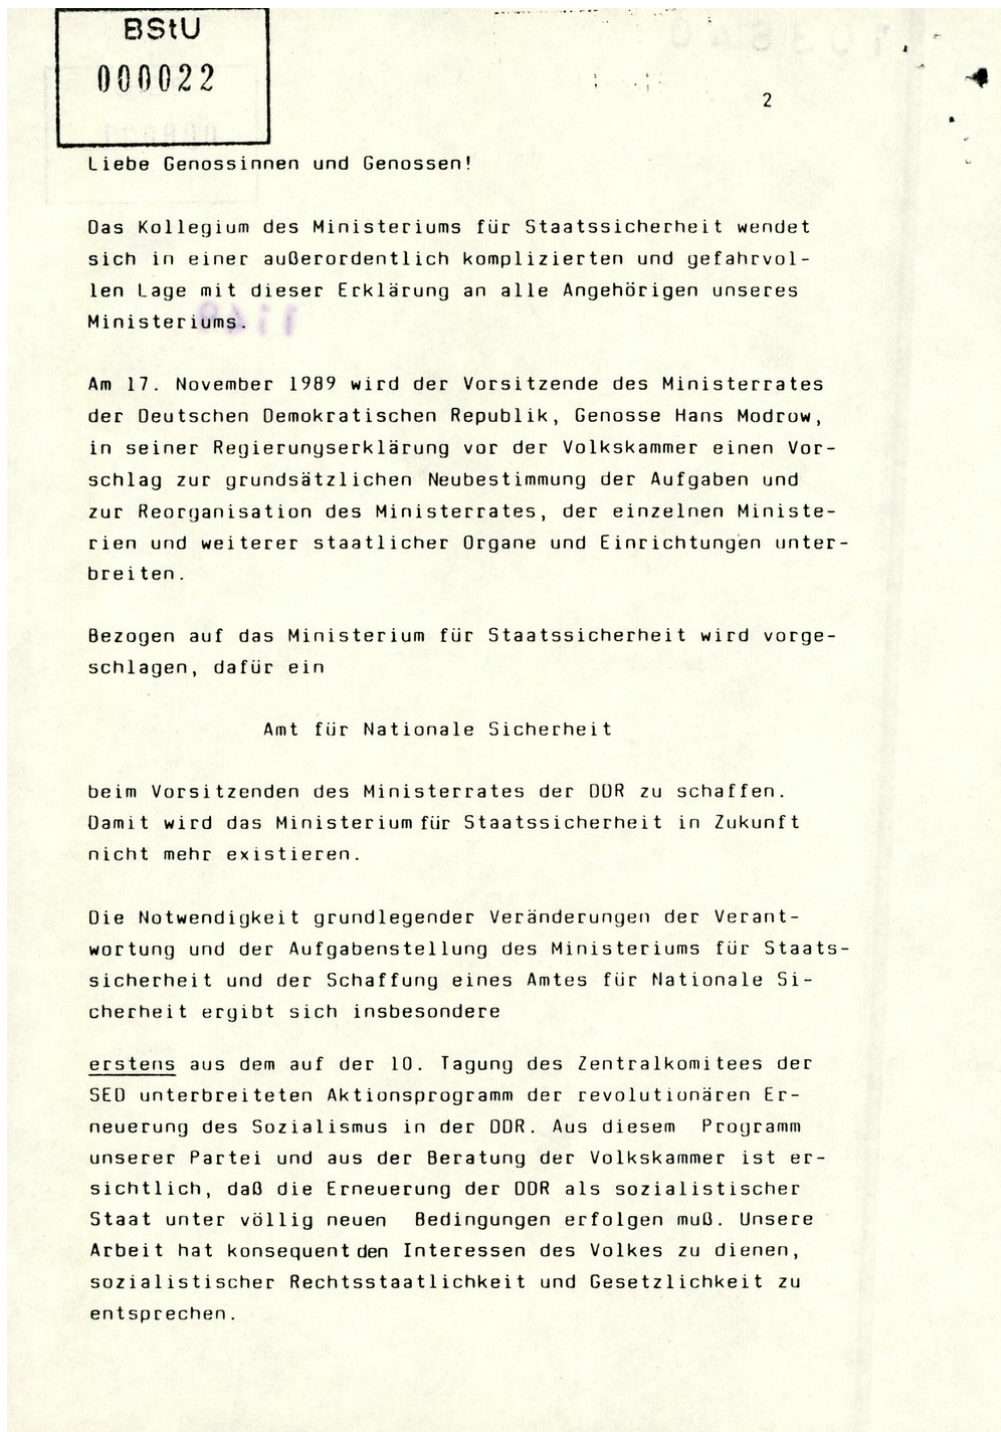 BStU
000022
2
Liebe Genossinnen und Genossen!
Das Kollegium des Ministeriums für Staatssicherheit wendet
sich in einer außerordentlich komplizierten und gefahrvol-
len Lage mit dieser Erklärung an alle Angehörigen unseres
Ministeriums.
Am 17. November 1989 wird der Vorsitzende des Ministerrates
der Deutschen Demokratischen Republik, Genosse Hans Modrow,
in seiner Regierungserklärung vor der Volkskammer einen Vor-
schlag zur grundsätzlichen Neubestimmung der Aufgaben und
zur Reorganisation des Ministerrates, der einzelnen Ministe-
rien und weiterer staatlicher Organe und Einrichtungen unter-
breiten.
Bezogen auf das Ministerium für Staatssicherheit wird vorge-
schlagen, dafür ein
Amt für Nationale Sicherheit
beim Vorsitzenden des Ministerrates der DDR zu schaffen.
Damit wird das Ministerium für Staatssicherheit in Zukunft
nicht mehr existieren.
Die Notwendigkeit grundlegender Veränderungen der Verant-
wortung und der Aufgabenstellung des Ministeriums für Staats-
sicherheit und der Schaffung eines Amtes für Nationale Si-
cherheit ergibt sich insbesondere
erstens aus dem auf der 10. Tagung des Zentralkomitees der
SED unterbreiteten Aktionsprogramm der revolutionären Er-
neuerung des Sozialismus in der DDR. Aus diesem Programm
unserer Partei und aus der Beratung der Volkskammer ist er-
sichtlich, daß die Erneuerung der DDR als sozialistischer
Staat unter völlig neuen Bedingungen erfolgen muß. Unsere
Arbeit hat konsequent den Interessen des Volkes zu dienen,
sozialistischer Rechtsstaatlichkeit und Gesetzlichkeit zu
entsprechen.